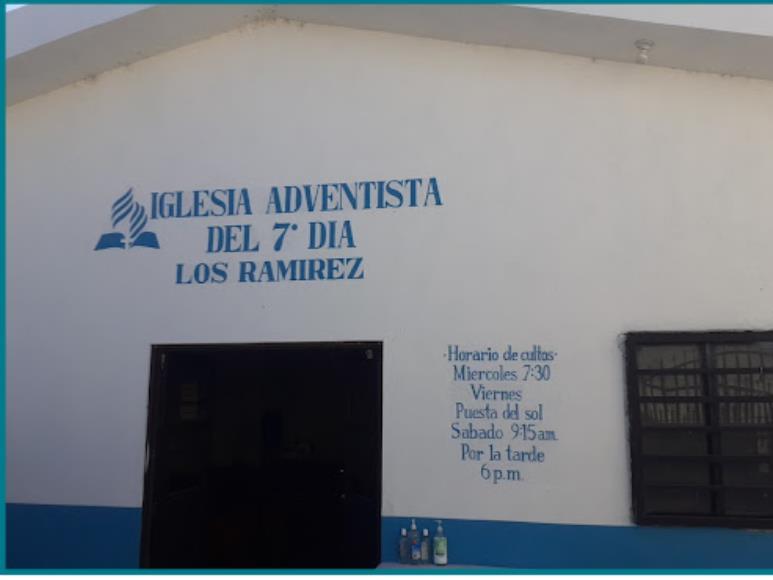 IGLESIA ADVENTISTA
DEL 7° DIA
LOS RAMIREZ
·Horario de cultos·
Miercoles 7:30
Viernes
Puesta del sol
Sabado 9:15 a.m.
Por la tarde
6 p.m.